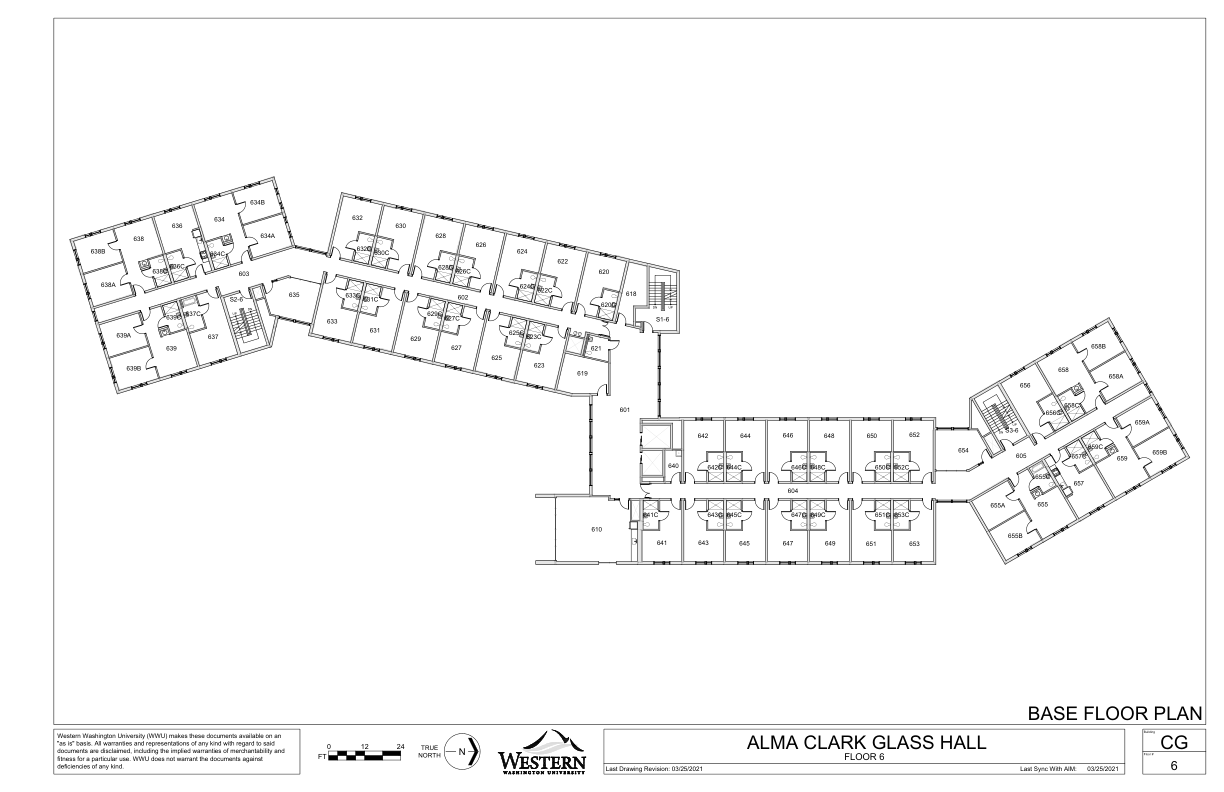 634B
634
636
638
634A
638B
634C
636C
638C
603
638A
S2-6
635
639B
637C
639A
639
637
639B
632
630
628
626
624
622
620
618
632C
630C
628C
626C
624C
622C
620C
S1-6
633C
631C
602
629C
627C
625C
623C
633
631
629
627
625
623
621
619
601
642
644
646
648
650
652
640
642C
644C
646C
648C
650C
652C
604
610
641C
643C
645C
647C
649C
651C
653C
641
643
645
647
649
651
653
654
658B
658
658A
656
658C
656C
S3-6
659A
605
659C
657C
659
659B
655C
657
655A
655
655B
BASE FLOOR PLAN
Western Washington University (WWU) makes these documents available on an
"as is" basis. All warranties and representations of any kind with regard to said
documents are disclaimed, including the implied warranties of merchantability and
fitness for a particular use. WWU does not warrant the documents against
deficiencies of any kind.
0 12 24
FT
TRUE
NORTH
N
WESTERN
WASHINGTON UNIVERSITY
ALMA CLARK GLASS HALL
FLOOR 6
Last Drawing Revision: 03/25/2021
Last Sync With AIM: 03/25/2021
Building
CG
Floor #
6